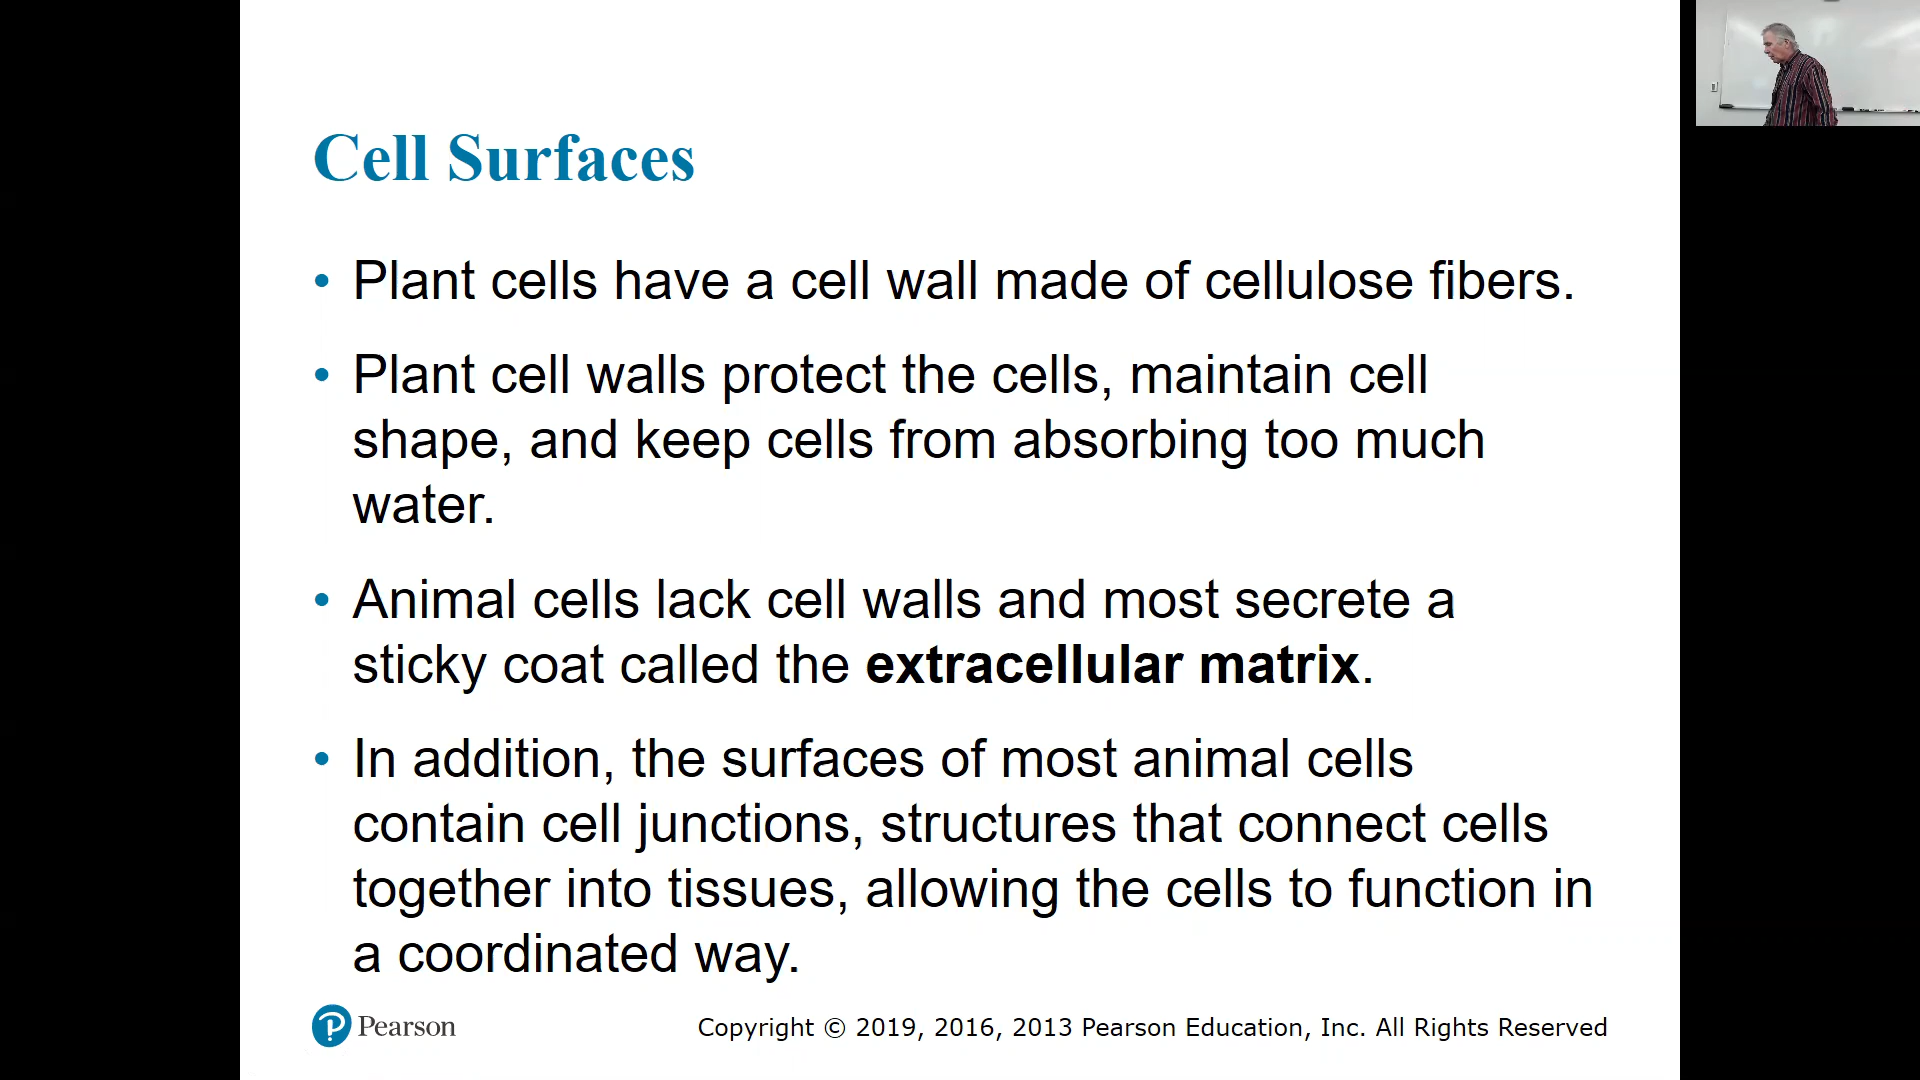 Cell Surfaces
• Plant cells have a cell wall made of cellulose fibers.
• Plant cell walls protect the cells, maintain cell
shape, and keep cells from absorbing too much
water.
• Animal cells lack cell walls and most secrete a
sticky coat called the extracellular matrix.
• In addition, the surfaces of most animal cells
contain cell junctions, structures that connect cells
together into tissues, allowing the cells to function in
a coordinated way.
Pearson
Copyright © 2019, 2016, 2013 Pearson Education, Inc. All Rights Reserved